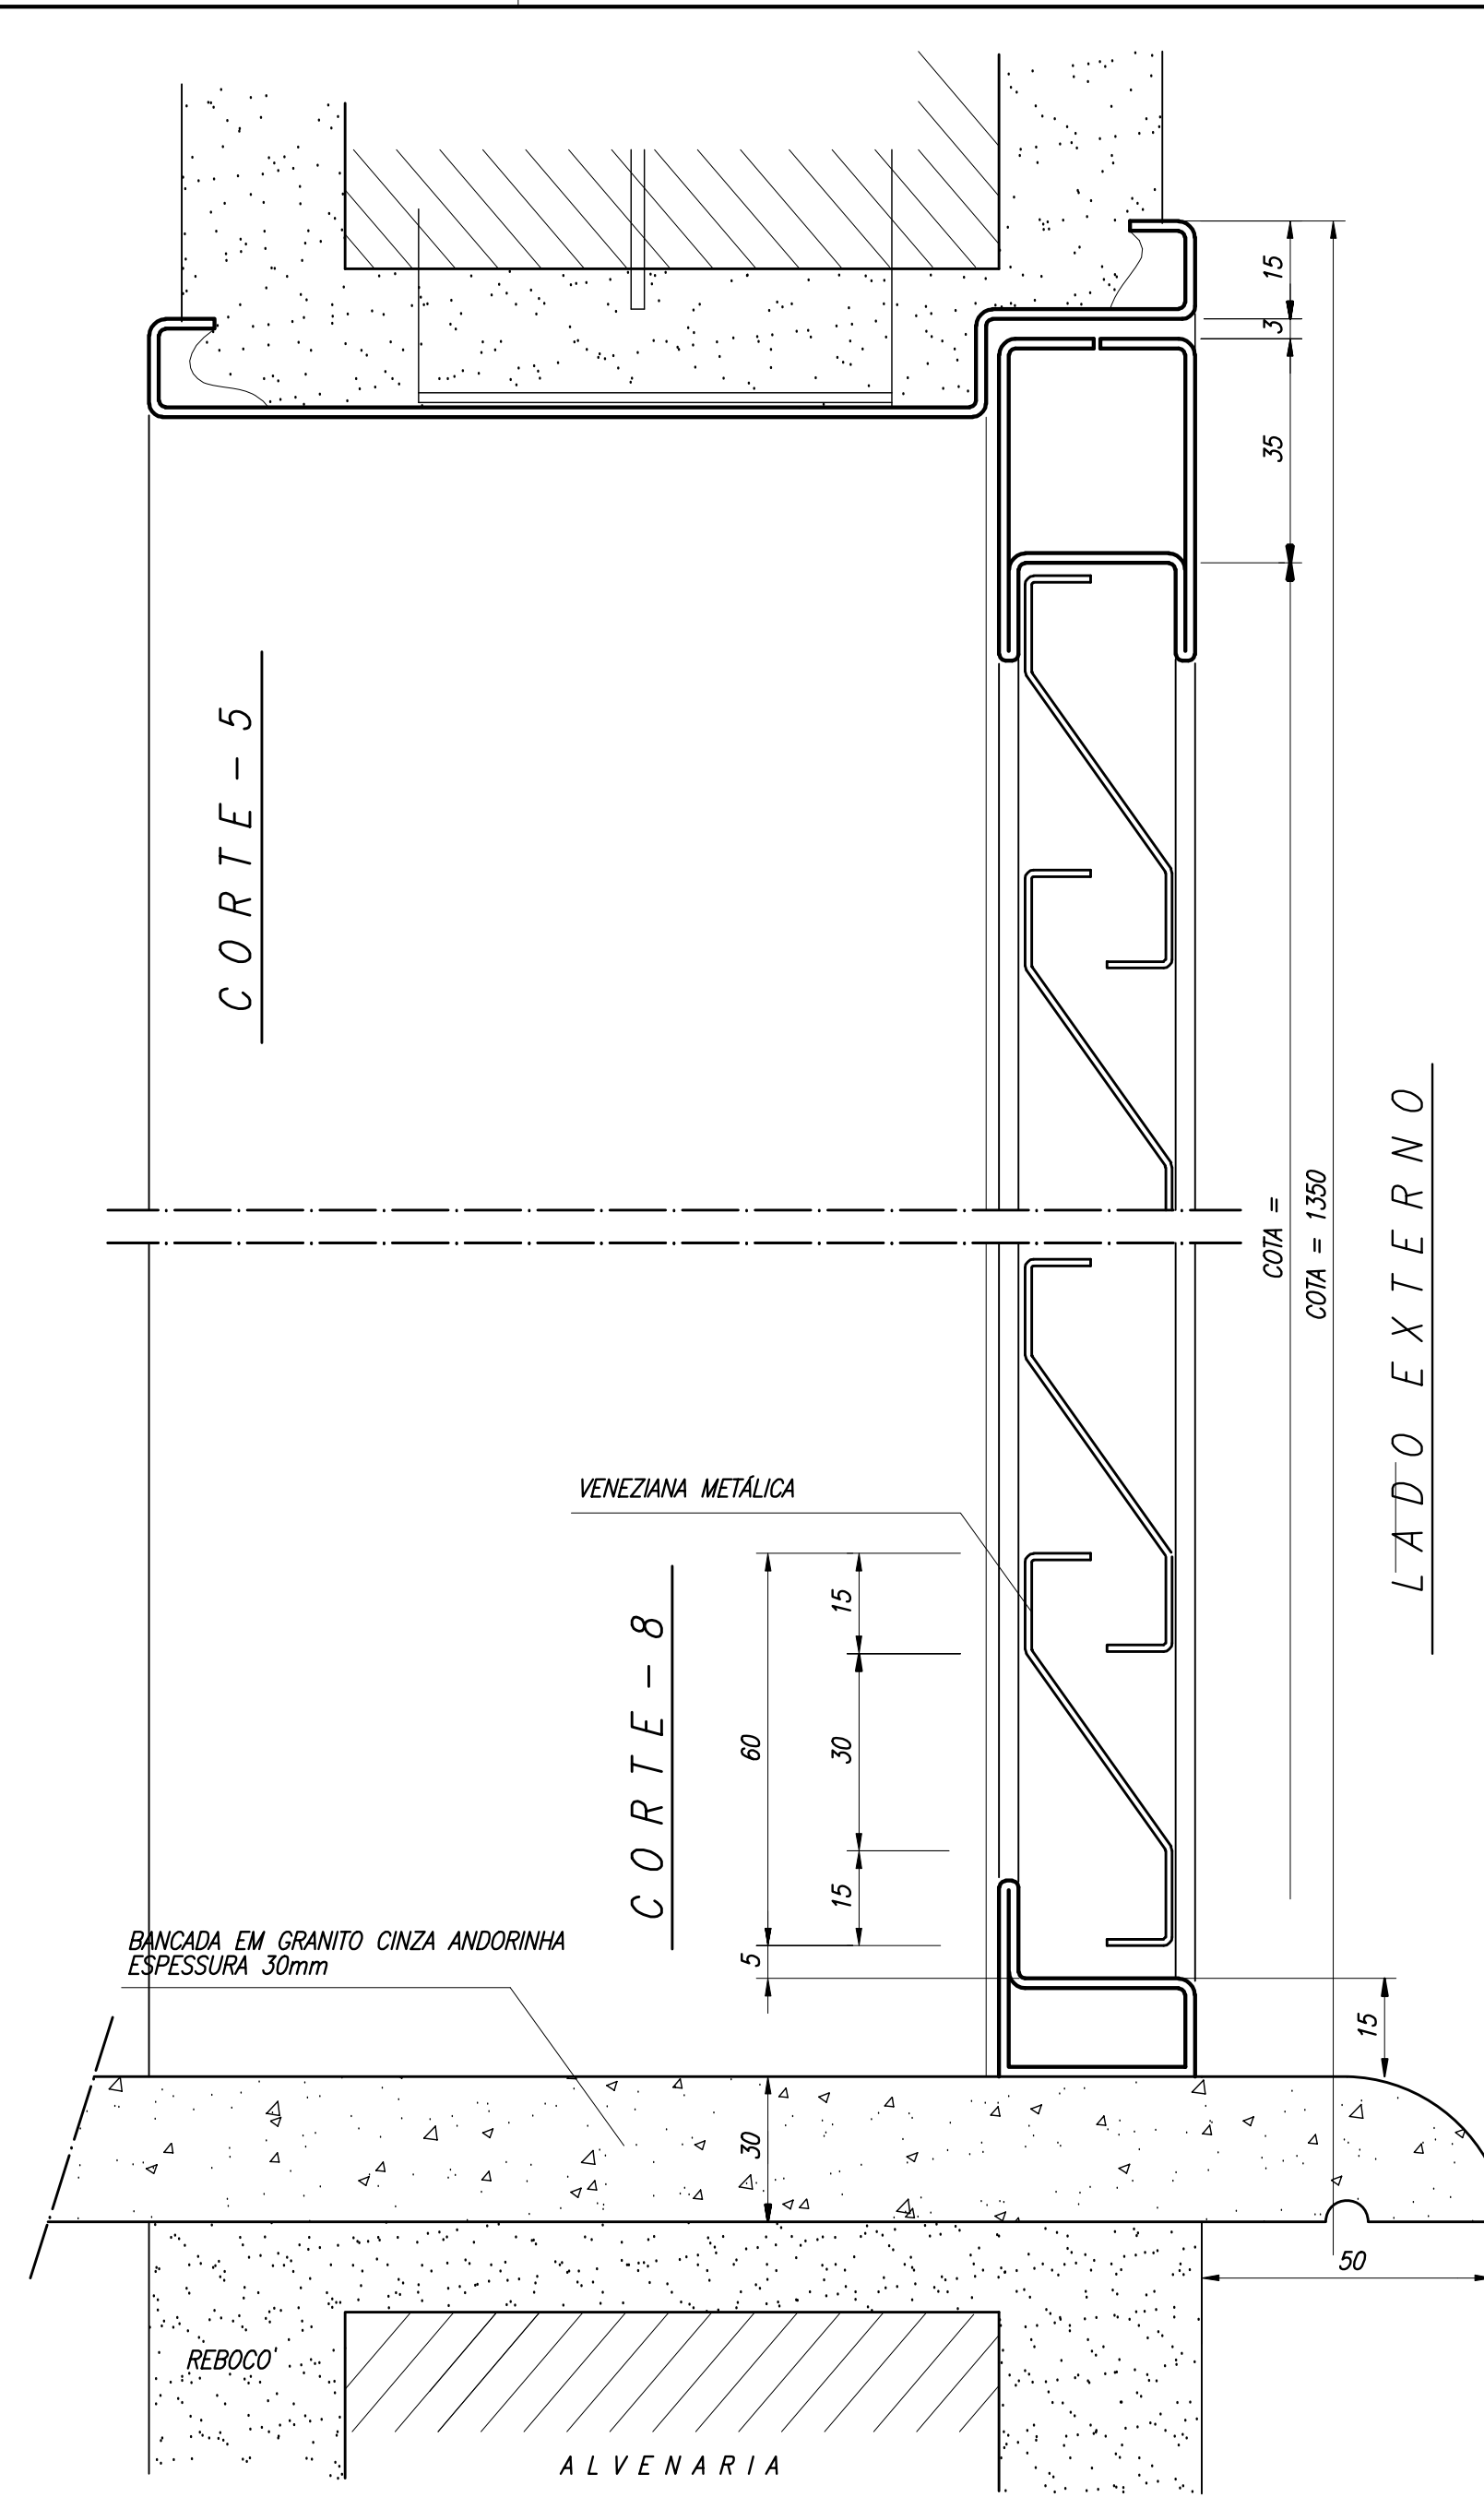 15
3
35
CORTE-5
LADO EXTERNO
COTA =
COTA = 1350
VENEZIANA METÁLICA
CORTE-8
15
60
30
15
5
BANCADA EM GRANITO CINZA ANDORINHA
ESPESSURA 30mm
15
30
50
REBOCO
ALVENARIA